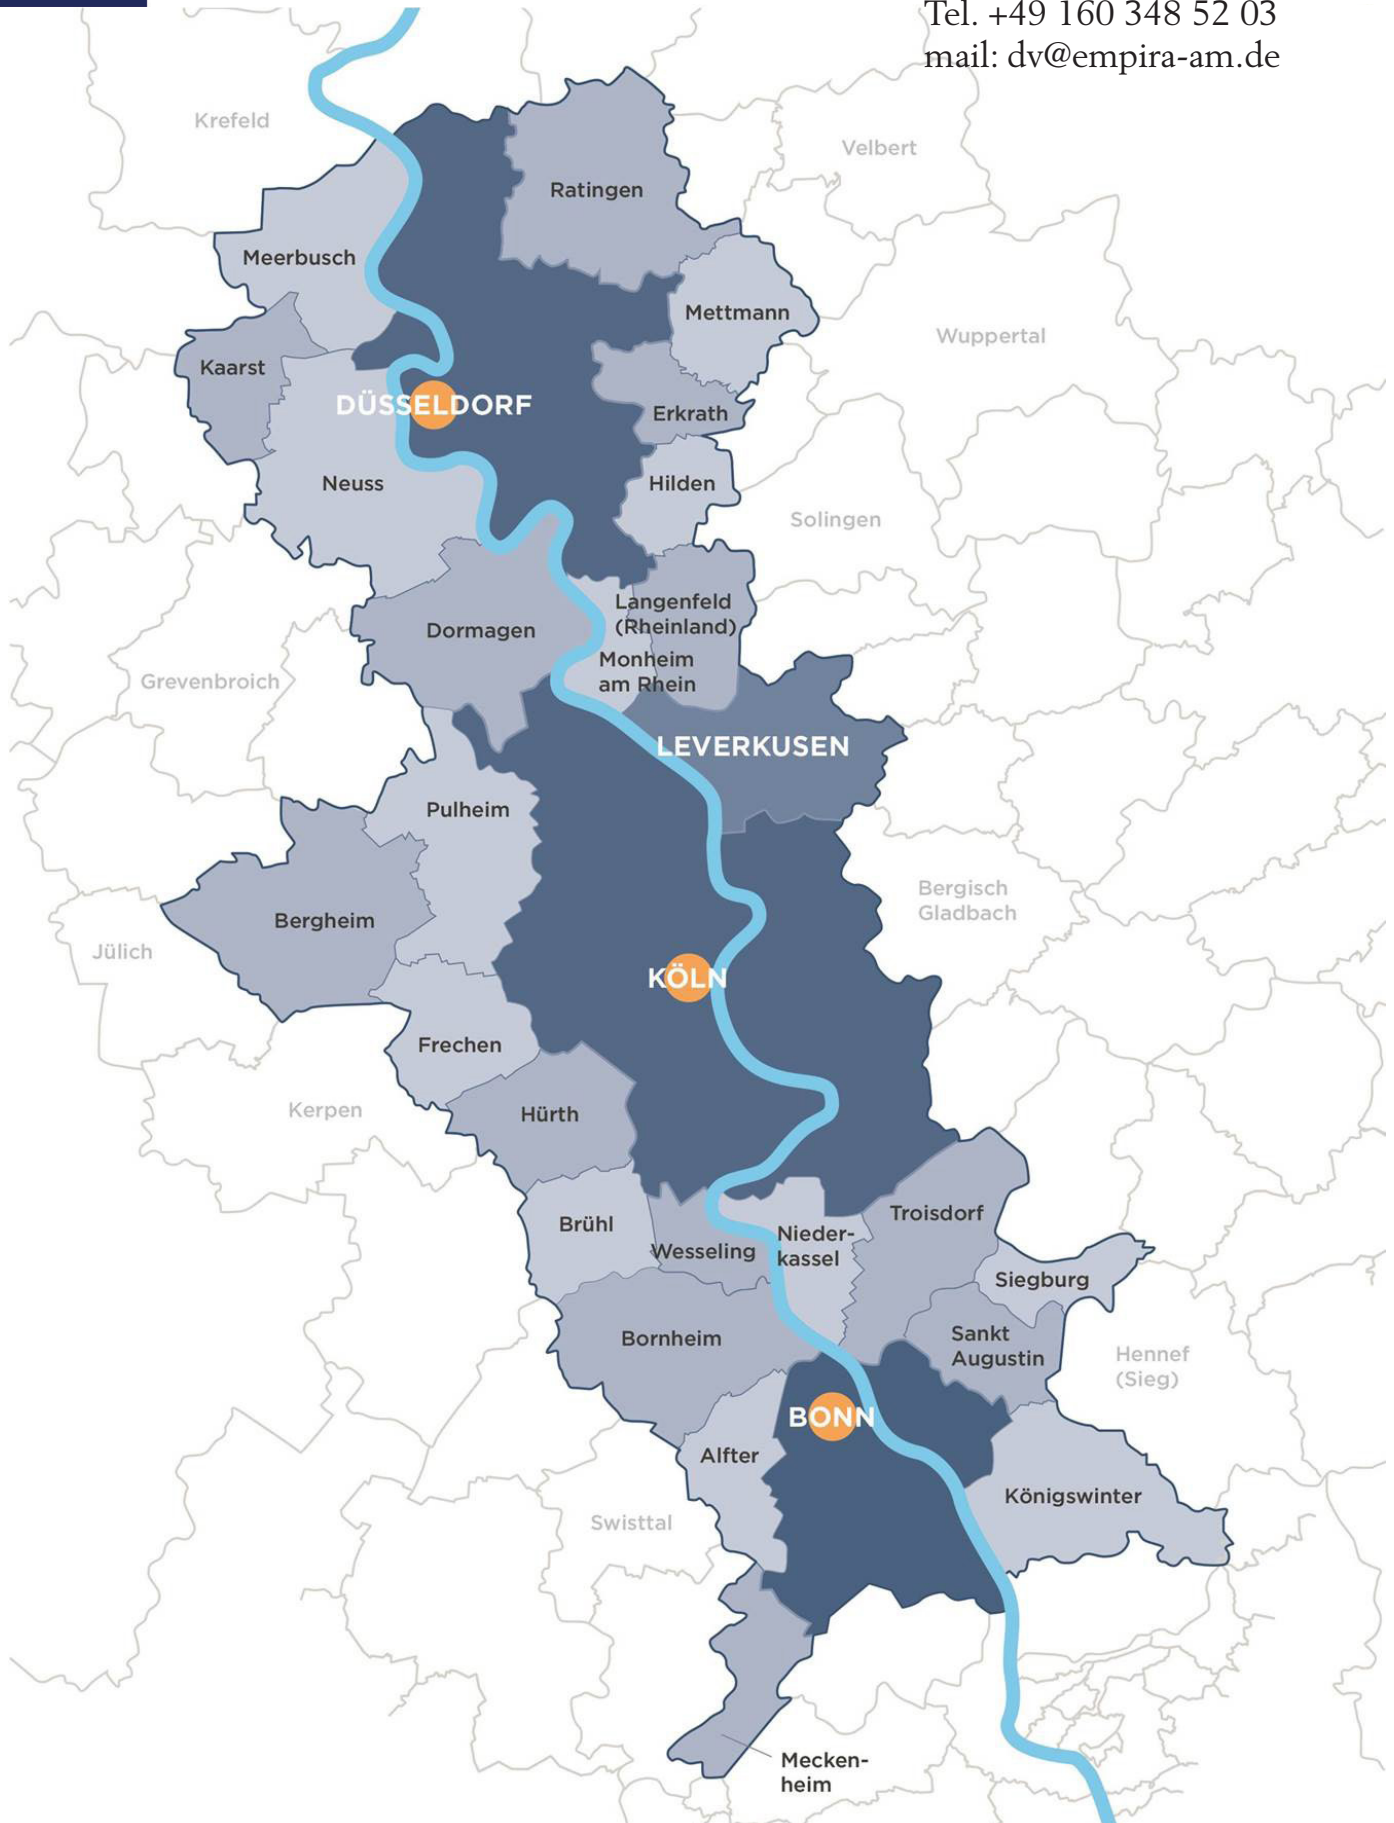 Tel. +49 160 348 52 03
mail: dv@empira-am.de
Krefeld
Velbert
Ratingen
Meerbusch
Mettmann
Wuppertal
Kaarst
DÜSSELDORF
Erkrath
Neuss
Hilden
Solingen
Langenfeld
(Rheinland)
Dormagen
Monheim
am Rhein
Grevenbroich
LEVERKUSEN
Pulheim
Bergisch
Gladbach
Bergheim
Jülich
KÖLN
Frechen
Kerpen
Hürth
Troisdorf
Brühl
Wesseling
Nieder-
kassel
Siegburg
Bornheim
Sankt
Augustin
Hennef
(Sieg)
BONN
Alfter
Königswinter
Swisttal
Mecken-
heim